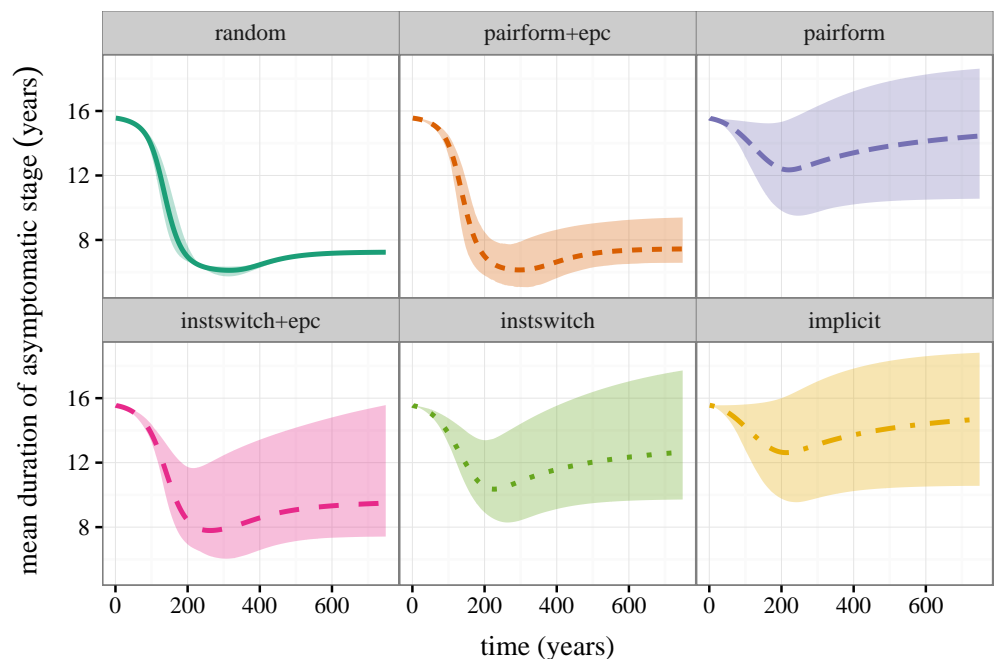 random
pairform+epc
pairform
16
12
8
instswitch+epc
instswitch
implicit
16
12
8
0 200 400 600
0 200 400 600
0 200 400 600
time (years)
mean duration of asymptomatic stage (years)